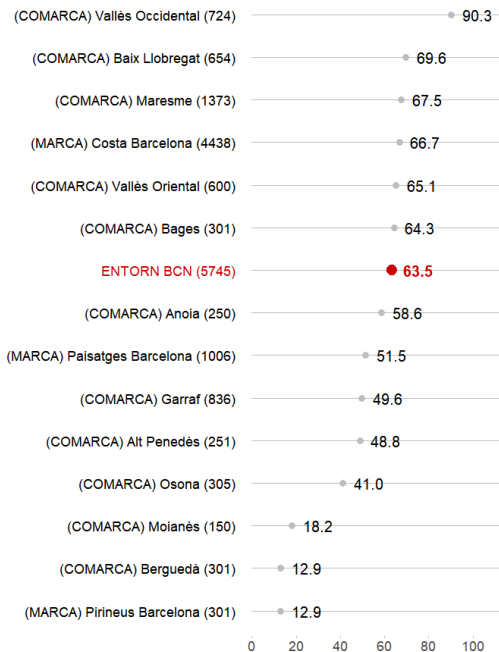 (COMARCA) Vallès Occidental (724) 90.3
(COMARCA) Baix Llobregat (654) 69.6
(COMARCA) Maresme (1373) 67.5
(MARCA) Costa Barcelona (4438) 66.7
(COMARCA) Vallès Oriental (600) 65.1
(COMARCA) Bages (301) 64.3
ENTORN BCN (5745) 63.5
(COMARCA) Anoia (250) 58.6
(MARCA) Paisatges Barcelona (1006) 51.5
(COMARCA) Garraf (836) 49.6
(COMARCA) Alt Penedès (251) 48.8
(COMARCA) Osona (305) 41.0
(COMARCA) Moianès (150) 18.2
(COMARCA) Berguedà (301) 12.9
(MARCA) Pirineus Barcelona (301) 12.9
0 20 40 60 80 100